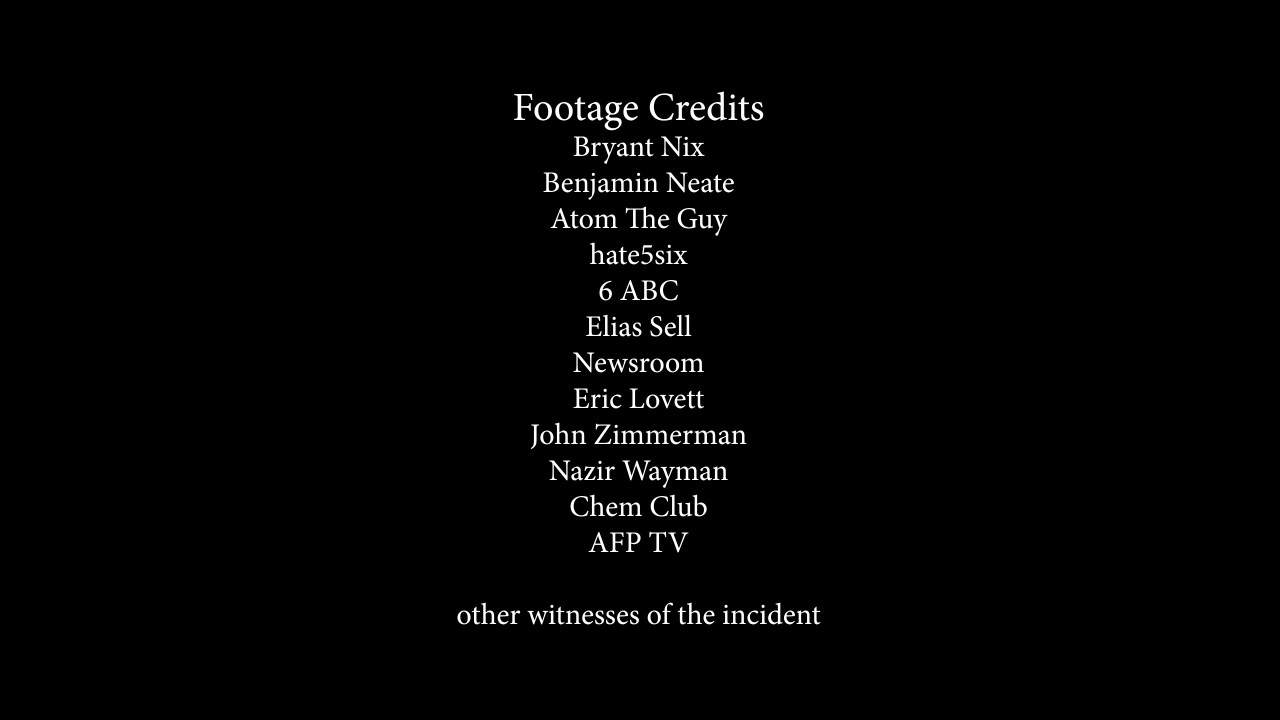 Footage Credits
Bryant Nix
Benjamin Neate
Atom The Guy
hate5six
6 ABC
Elias Sell
Newsroom
Eric Lovett
John Zimmerman
Nazir Wayman
Chem Club
AFP TV
other witnesses of the incident